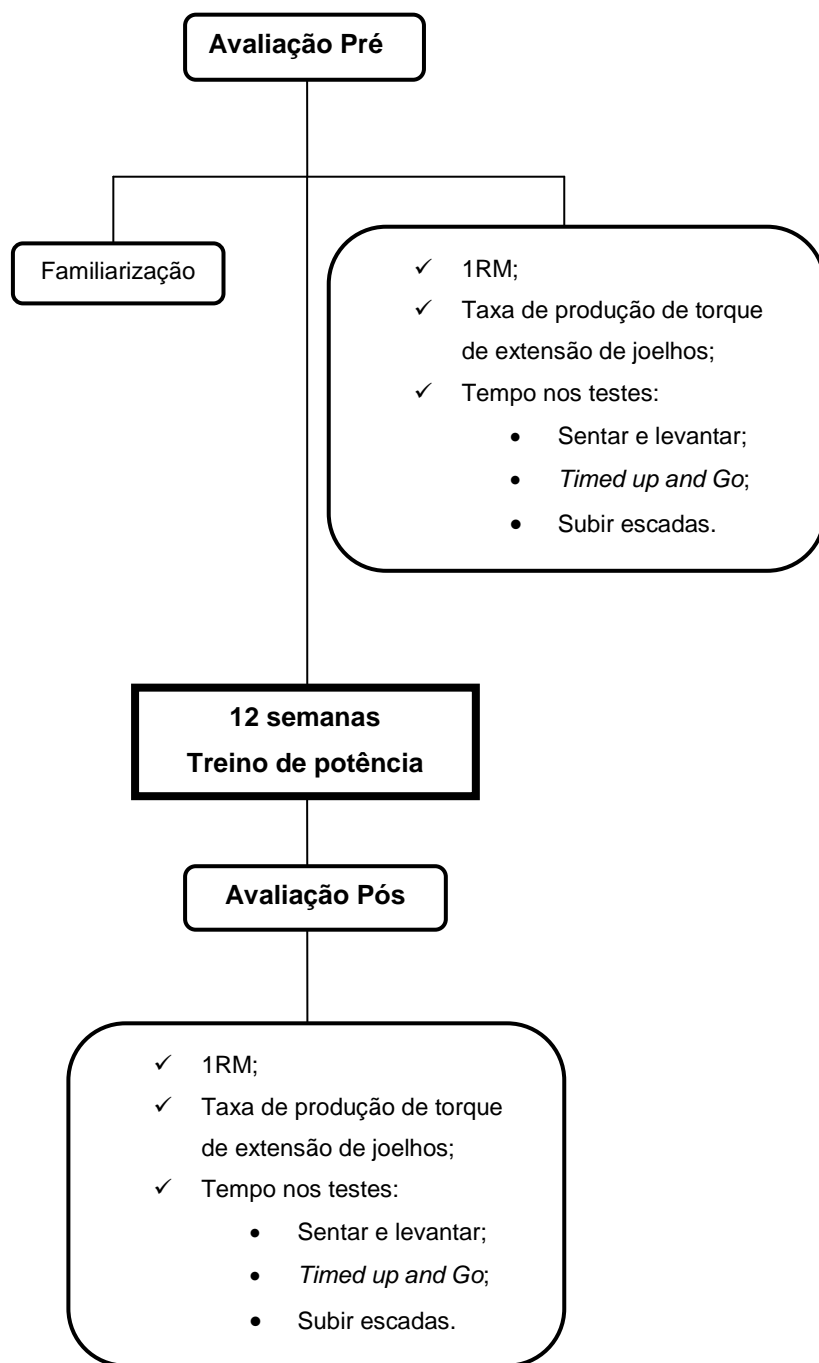 Avaliação Pré
Familiarização
✓ 1RM;
✓ Taxa de produção de torque
de extensão de joelhos;
✓ Tempo nos testes:
• Sentar e levantar;
• Timed up and Go;
• Subir escadas.
12 semanas
Treino de potência
Avaliação Pós
✓ 1RM;
✓ Taxa de produção de torque
de extensão de joelhos;
✓ Tempo nos testes:
• Sentar e levantar;
• Timed up and Go;
• Subir escadas.